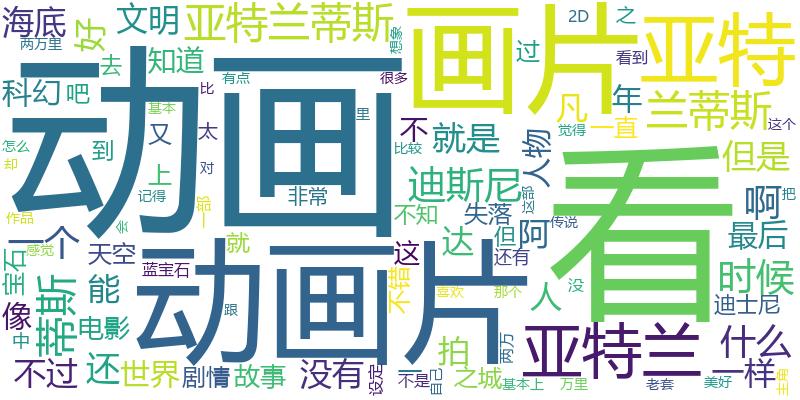 海底
文明
亚特兰蒂斯
画片
2D
之
亚特
两万里
好
想象
过
看到
去
知道
有点
很多
科幻
吧
动画
基本
比
里
凡
年
兰蒂斯
怎么
又
太
不
就是
觉得
一直
这个
却
到
对
比较
人物
但是
上
迪斯尼
看
记得
非常
啊
把
作品
一部
不知
失落
这部
传说
一个
就
这
达
但
阿
最后
感觉
会
天空
还有
宝石
蓝宝石
动画片
不错
时候
蒂斯
能
喜欢
那个
人
没
像
电影
跟
迪士尼
中
拍
两万
亚特兰
什么
不过
还
世界
剧情
故事
没有
设定
不是
自己
之城
一样
主角
基本上
万里
老套
美好